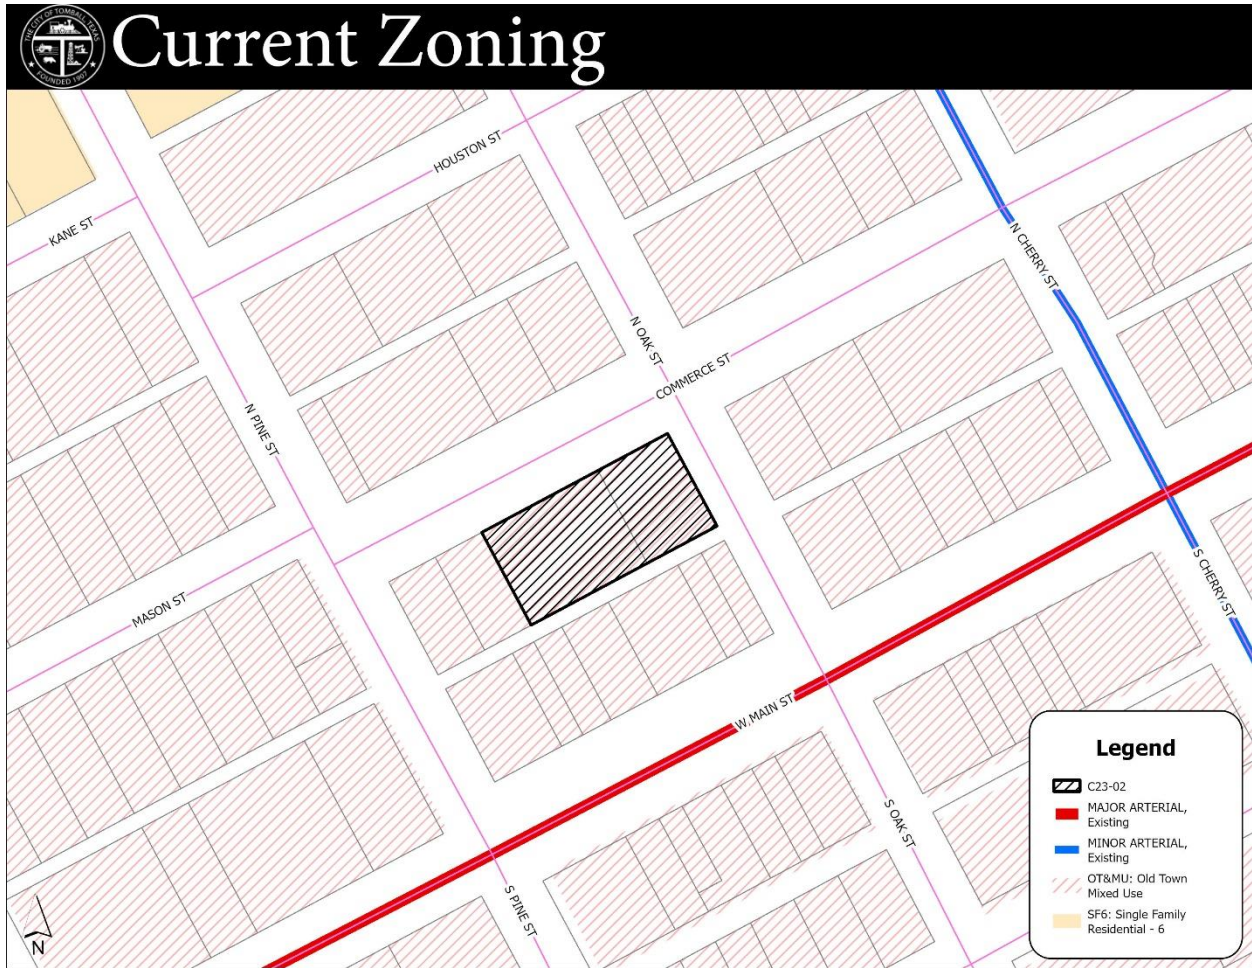 THE CITY OF TOMBALL, TEXAS
FOUNDED 1907
Current Zoning
HOUSTON ST
KANE ST
N CHERRY ST
N OAK ST
COMMERCE ST
N PINE ST
MASON ST
S CHERRY ST
W MAIN ST
S OAK ST
S PINE ST
N
Legend
C23-02
MAJOR ARTERIAL,
Existing
MINOR ARTERIAL,
Existing
OT&MU: Old Town
Mixed Use
SF6: Single Family
Residential - 6